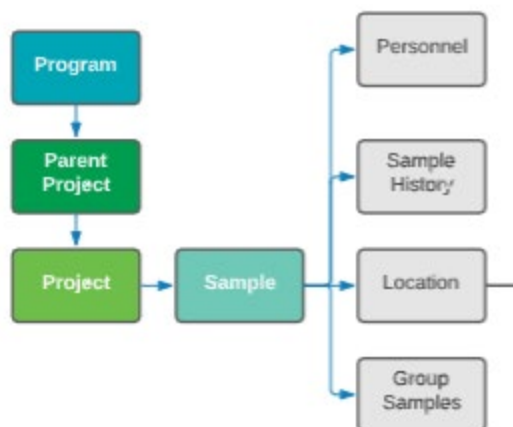 Program
Personnel
Parent
Project
Sample
History
Project
Sample
Location
Group
Samples